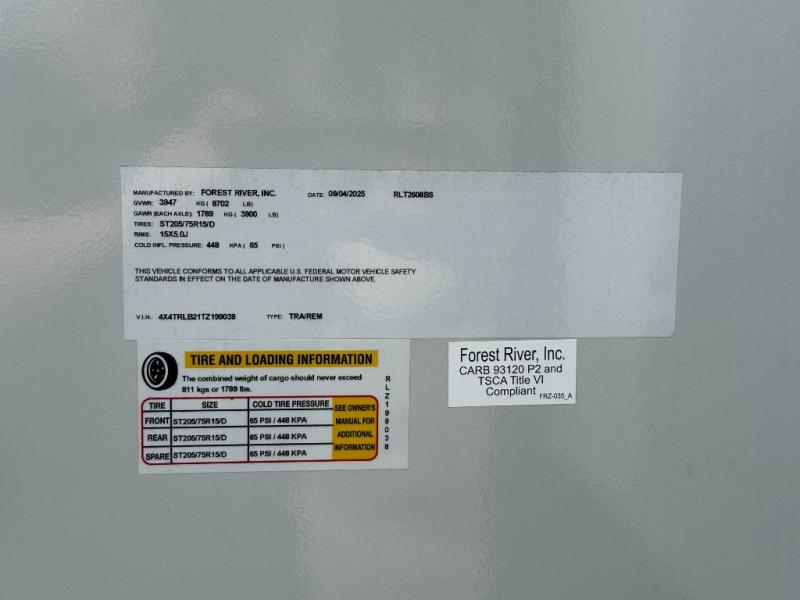 MANUFACTURED BY: FOREST RIVER, INC. DATE: 09/04/2025 RLT2608BS
GVWR: 3947 KG ( 8702 LB)
GAWR (EACH AXLE): 1769 KG ( 3900 LB)
TIRES: ST205/75R15/D
RIMS: 15X5.0J
COLD INFL. PRESSURE: 448 KPA ( 65 PSI )
THIS VEHICLE CONFORMS TO ALL APPLICABLE U.S. FEDERAL MOTOR VEHICLE SAFETY
STANDARDS IN EFFECT ON THE DATE OF MANUFACTURE SHOWN ABOVE.
V.I.N.: 4X4TRLB21TZ199038 TYPE: TRA/REM
TIRE AND LOADING INFORMATION
The combined weight of cargo should never exceed
811 kgs or 1789 lbs.
TIRE SIZE COLD TIRE PRESSURE
FRONT ST205/75R15/D 65 PSI / 448 KPA
REAR ST205/75R15/D 65 PSI / 448 KPA
SPARE ST205/75R15/D 65 PSI / 448 KPA
SEE OWNER'S
MANUAL FOR
ADDITIONAL
INFORMATION
RLZ199038
Forest River, Inc.
CARB 93120 P2 and
TSCA Title VI
Compliant FRZ-035_A